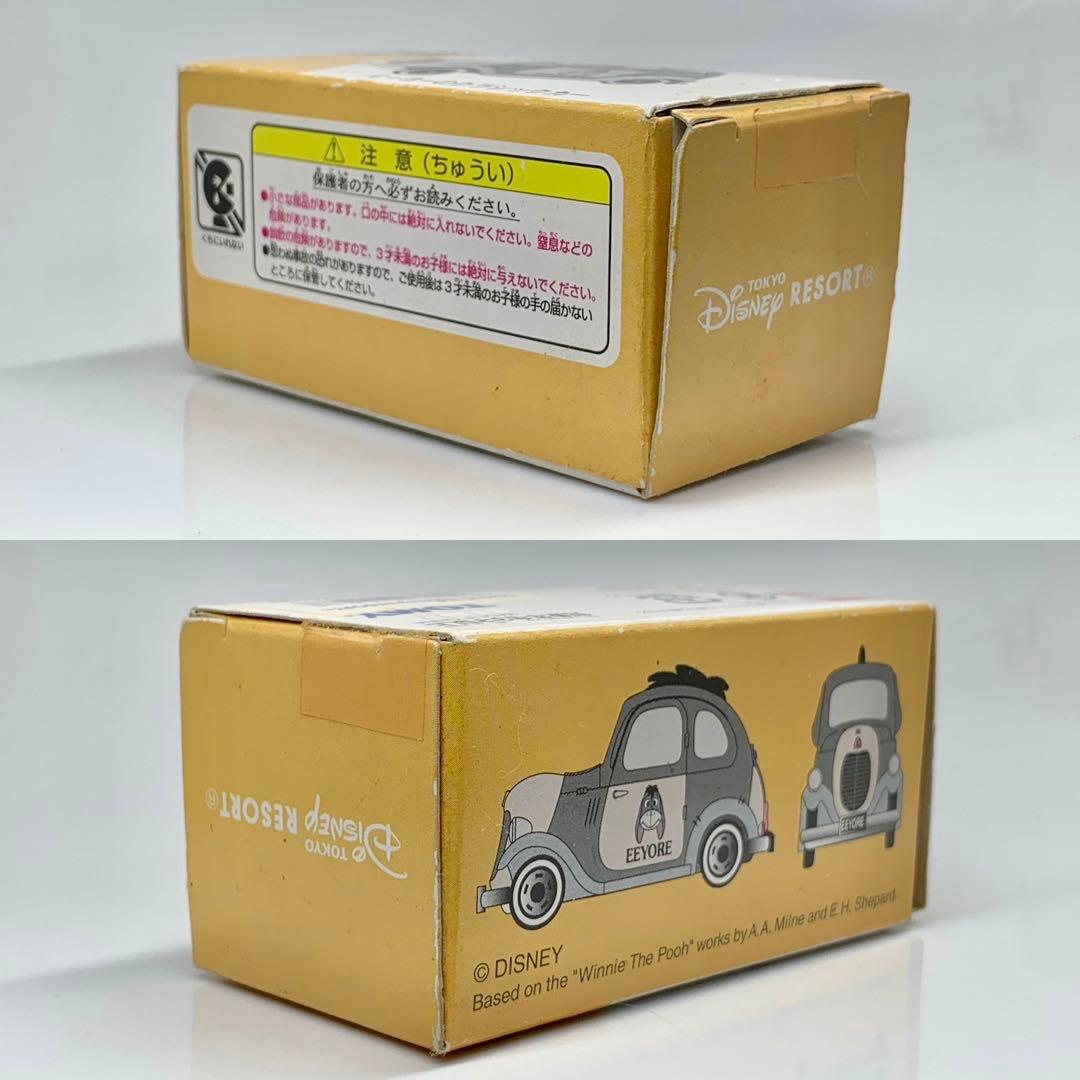 ⚠ 注意（ちゅうい）
保護者の方へ必ずお読みください。
●小さな部品があります。口の中には絶対に入れないでください。窒息などの
危険があります。
●誤飲の危険がありますので、3才未満のお子様には絶対に与えないでください。
●思わぬ事故の恐れがありますので、ご使用後は3才未満のお子様の手の届かない
ところに保管してください。
くちにいれない
TOKYO
DISNEY RESORT®
TOMY
TOKYO
DISNEY RESORT®
EEYORE
EEYORE
© DISNEY
Based on the "Winnie The Pooh" works by A.A. Milne and E.H. Shepard.